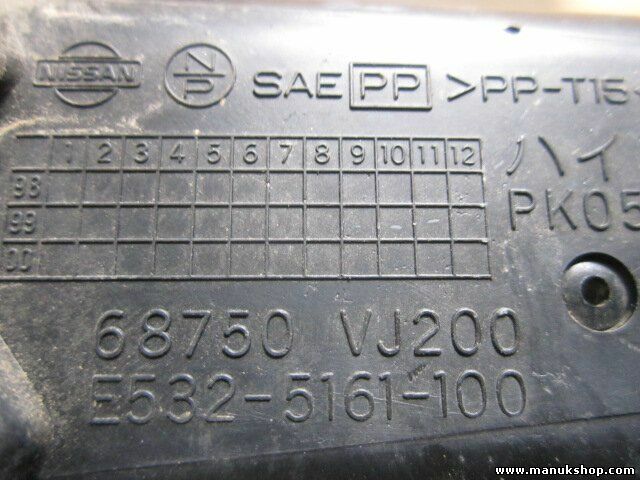 NISSAN N/P SAE PP >PP-T15<
1 2 3 4 5 6 7 8 9 10 11 12 ハイ
98 PK05
99
00
68750 VJ200
E532-5161-100
www.manukshop.com